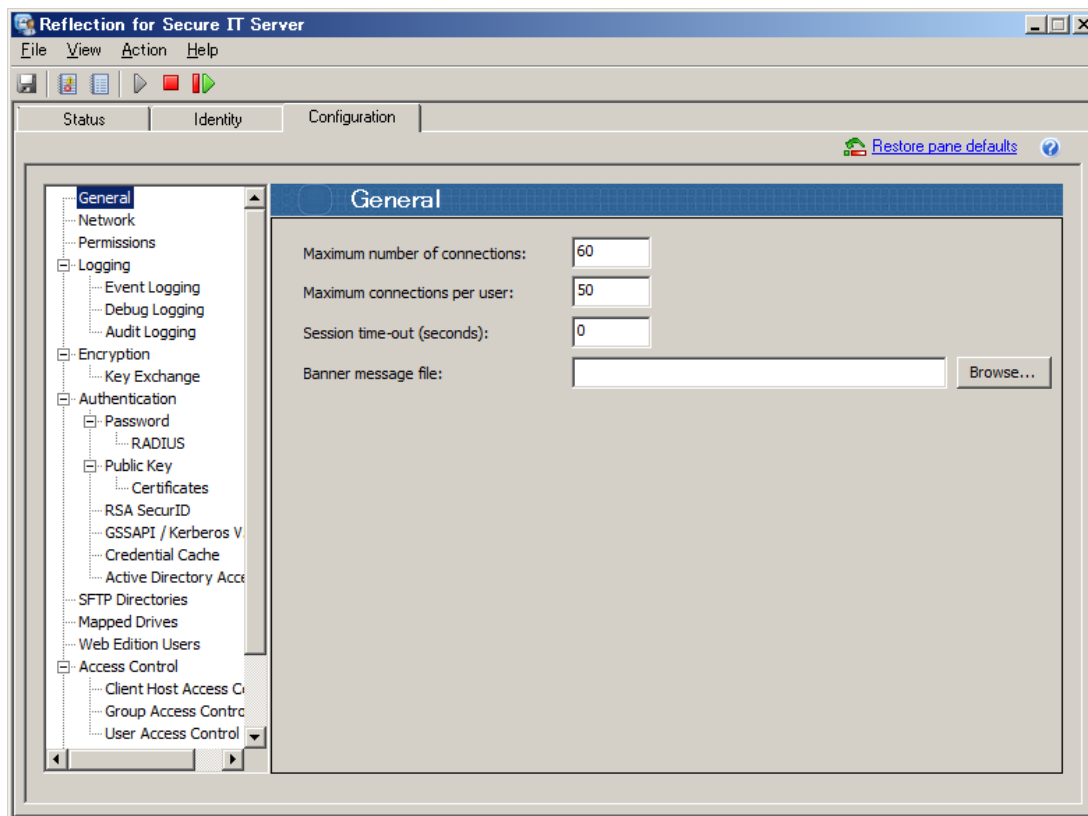 Reflection for Secure IT Server
File View Action Help
Status Identity Configuration
Restore pane defaults
General
Network
Permissions
Logging
Event Logging
Debug Logging
Audit Logging
Encryption
Key Exchange
Authentication
Password
RADIUS
Public Key
Certificates
RSA SecurID
GSSAPI / Kerberos V
Credential Cache
Active Directory Acce
SFTP Directories
Mapped Drives
Web Edition Users
Access Control
Client Host Access Co
Group Access Contro
User Access Control
General
Maximum number of connections: 60
Maximum connections per user: 50
Session time-out (seconds): 0
Banner message file: Browse...